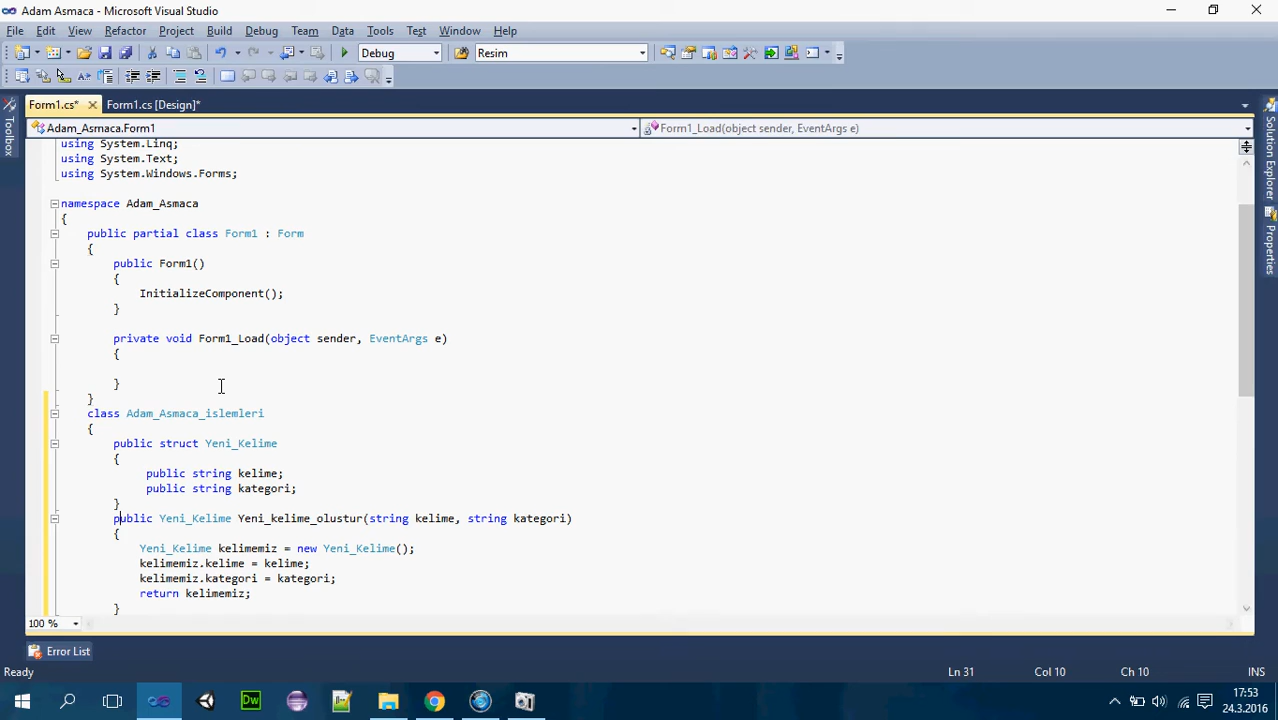 Adam Asmaca - Microsoft Visual Studio
File Edit View Refactor Project Build Debug Team Data Tools Test Window Help
Debug Resim
Form1.cs* Form1.cs [Design]*
Adam_Asmaca.Form1 Form1_Load(object sender, EventArgs e)
Toolbox
Solution Explorer
Properties
using System.Linq;
using System.Text;
using System.Windows.Forms;
namespace Adam_Asmaca
{
public partial class Form1 : Form
{
public Form1()
{
InitializeComponent();
}
private void Form1_Load(object sender, EventArgs e)
{
}
}
class Adam_Asmaca_islemleri
{
public struct Yeni_Kelime
{
public string kelime;
public string kategori;
}
public Yeni_Kelime Yeni_kelime_olustur(string kelime, string kategori)
{
Yeni_Kelime kelimemiz = new Yeni_Kelime();
kelimemiz.kelime = kelime;
kelimemiz.kategori = kategori;
return kelimemiz;
}
100 %
Error List
Ready Ln 31 Col 10 Ch 10 INS
Dw
17:53
24.3.2016